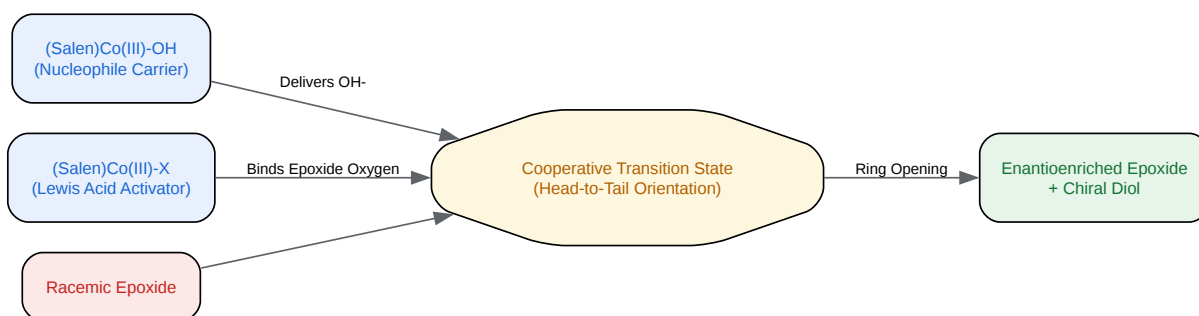 (Salen)Co(III)-OH
(Nucleophile Carrier)
Delivers OH-
(Salen)Co(III)-X
(Lewis Acid Activator)
Binds Epoxide Oxygen
Racemic Epoxide
Cooperative Transition State
(Head-to-Tail Orientation)
Ring Opening
Enantioenriched Epoxide
+ Chiral Diol